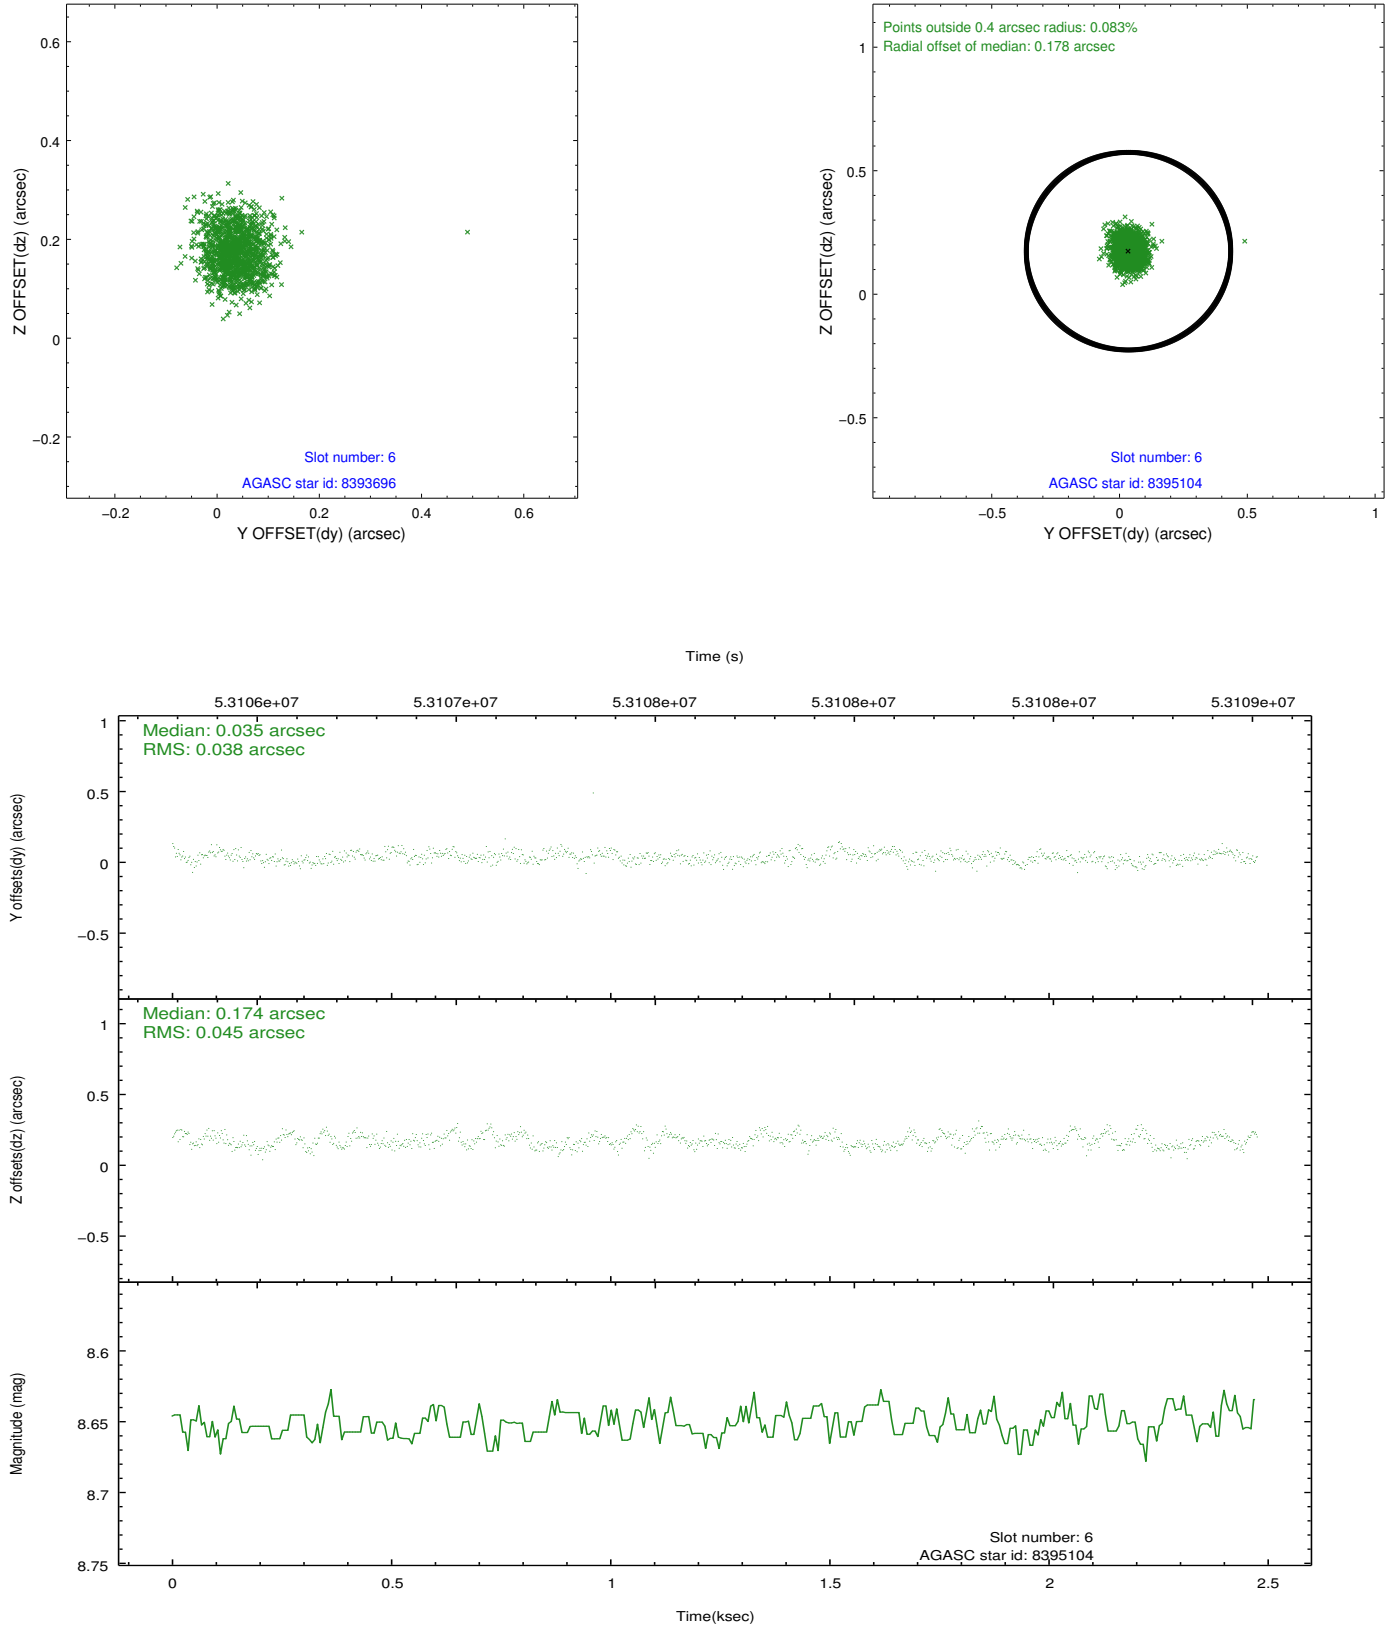 0.6
0.4
0.2
0
−0.2
Z OFFSET(dz) (arcsec)
Slot number: 6
AGASC star id: 8393696
−0.2 0 0.2 0.4 0.6
Y OFFSET(dy) (arcsec)
Points outside 0.4 arcsec radius: 0.083%
Radial offset of median: 0.178 arcsec
1
0.5
0
−0.5
Z OFFSET(dz) (arcsec)
Slot number: 6
AGASC star id: 8395104
−0.5 0 0.5 1
Y OFFSET(dy) (arcsec)
Time (s)
5.3106e+07 5.3107e+07 5.3108e+07 5.3108e+07 5.3108e+07 5.3109e+07
Median: 0.035 arcsec
RMS: 0.038 arcsec
1
0.5
0
−0.5
Y offsets(dy) (arcsec)
Median: 0.174 arcsec
RMS: 0.045 arcsec
1
0.5
0
−0.5
Z offsets(dz) (arcsec)
8.6
8.65
8.7
8.75
Magnitude (mag)
Slot number: 6
AGASC star id: 8395104
0 0.5 1 1.5 2 2.5
Time(ksec)